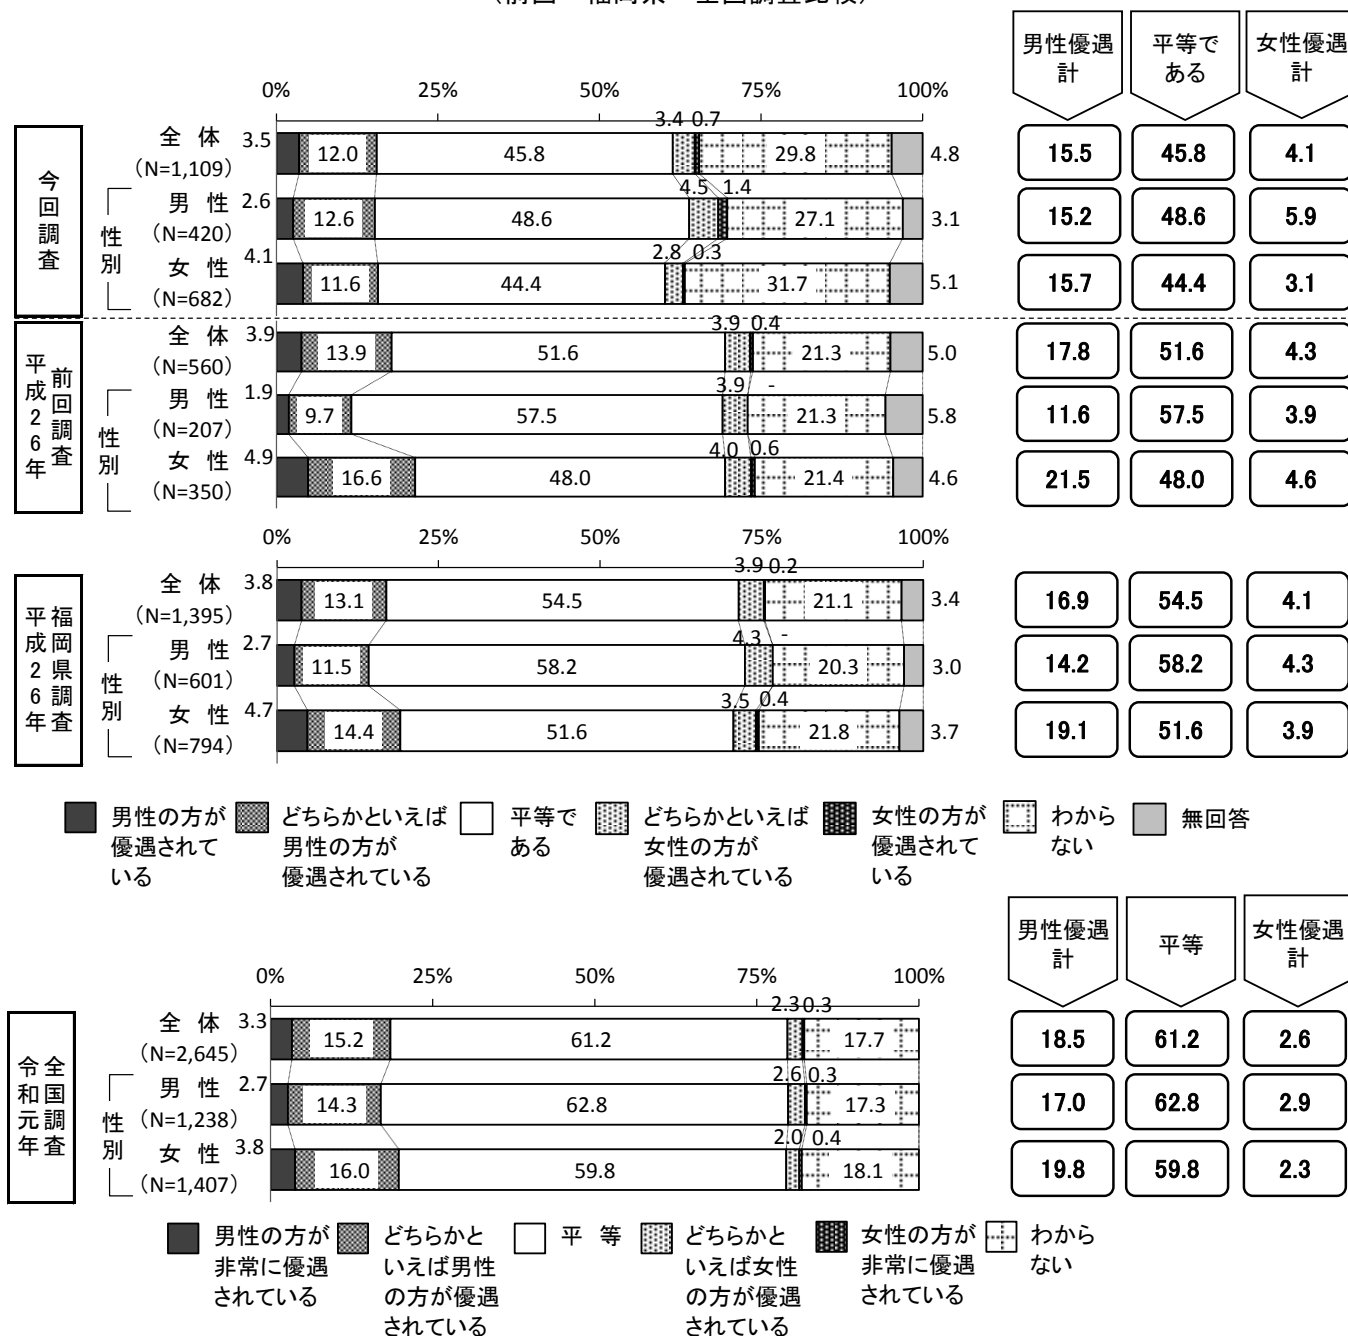 （前回・福岡県・全国調査比較）
男性優遇
計
平等で
ある
女性優遇
計
0% 25% 50% 75% 100%
今回調査
全 体
(N=1,109)
3.5 12.0 45.8 3.4 0.7 29.8 4.8
15.5 45.8 4.1
性別
男 性
(N=420)
2.6 12.6 48.6 4.5 1.4 27.1 3.1
15.2 48.6 5.9
女 性
(N=682)
4.1 11.6 44.4 2.8 0.3 31.7 5.1
15.7 44.4 3.1
前回調査
平成26年
全 体
(N=560)
3.9 13.9 51.6 3.9 0.4 21.3 5.0
17.8 51.6 4.3
性別
男 性
(N=207)
1.9 9.7 57.5 3.9 - 21.3 5.8
11.6 57.5 3.9
女 性
(N=350)
4.9 16.6 48.0 4.0 0.6 21.4 4.6
21.5 48.0 4.6
0% 25% 50% 75% 100%
福岡県調査
平成26年
全 体
(N=1,395)
3.8 13.1 54.5 3.9 0.2 21.1 3.4
16.9 54.5 4.1
性別
男 性
(N=601)
2.7 11.5 58.2 4.3 - 20.3 3.0
14.2 58.2 4.3
女 性
(N=794)
4.7 14.4 51.6 3.5 0.4 21.8 3.7
19.1 51.6 3.9
男性の方が
優遇されて
いる
どちらかといえば
男性の方が
優遇されている
平等で
ある
どちらかといえば
女性の方が
優遇されている
女性の方が
優遇されて
いる
わから
ない
無回答
男性優遇
計
平等
女性優遇
計
0% 25% 50% 75% 100%
全国調査
令和元年
全 体
(N=2,645)
3.3 15.2 61.2 2.3 0.3 17.7
18.5 61.2 2.6
性別
男 性
(N=1,238)
2.7 14.3 62.8 2.6 0.3 17.3
17.0 62.8 2.9
女 性
(N=1,407)
3.8 16.0 59.8 2.0 0.4 18.1
19.8 59.8 2.3
男性の方が
非常に優遇
されている
どちらかと
いえば男性
の方が優遇
されている
平 等
どちらかと
いえば女性
の方が優遇
されている
女性の方が
非常に優遇
されている
わから
ない